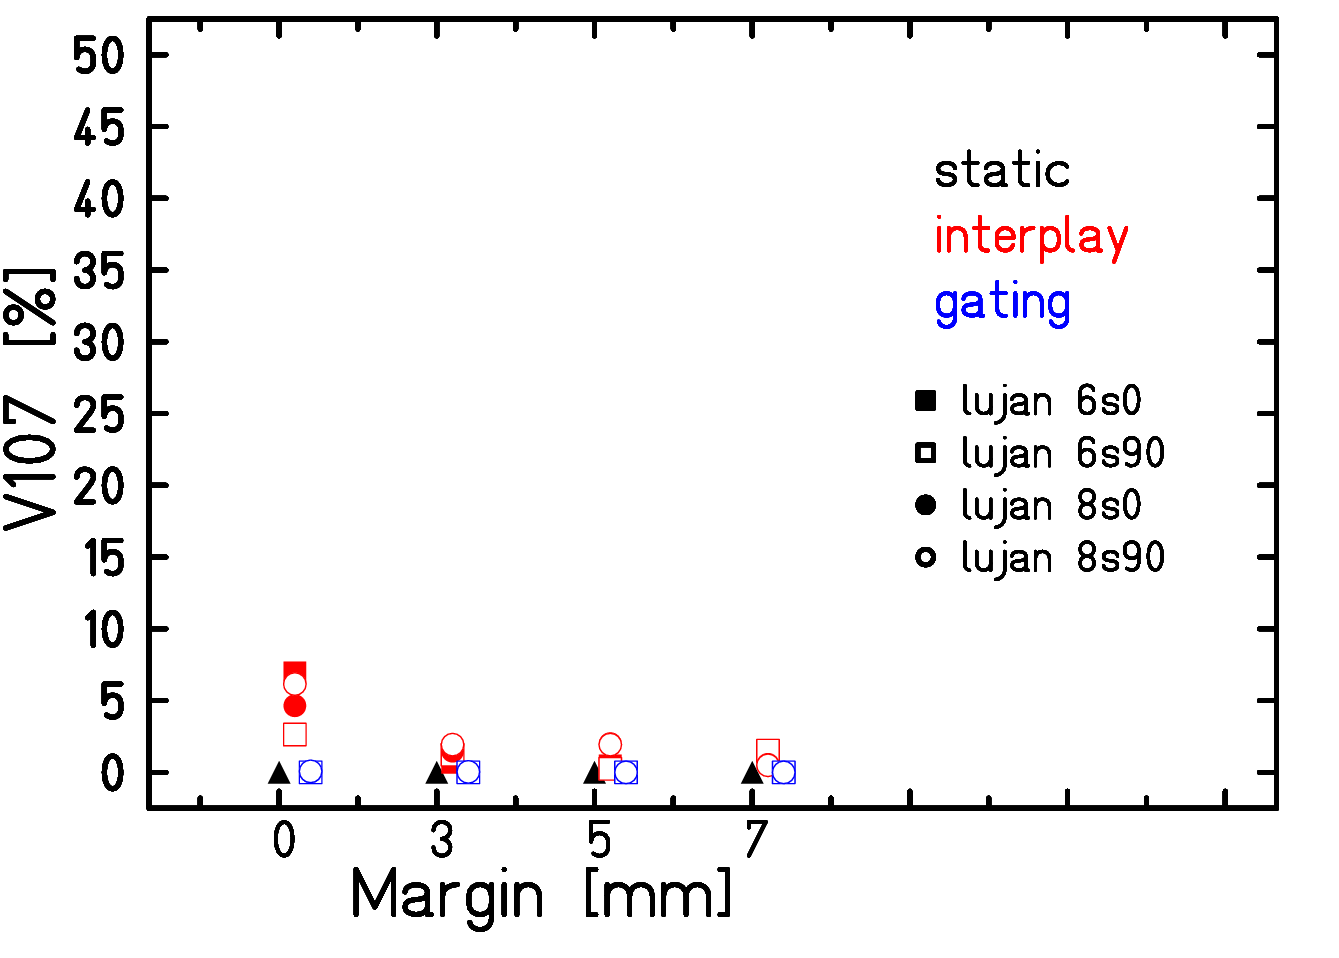 50
45
40
35
30
25
20
15
10
5
0
V107 [%]
static
interplay
gating
lujan 6s0
lujan 6s90
lujan 8s0
lujan 8s90
0 3 5 7
Margin [mm]